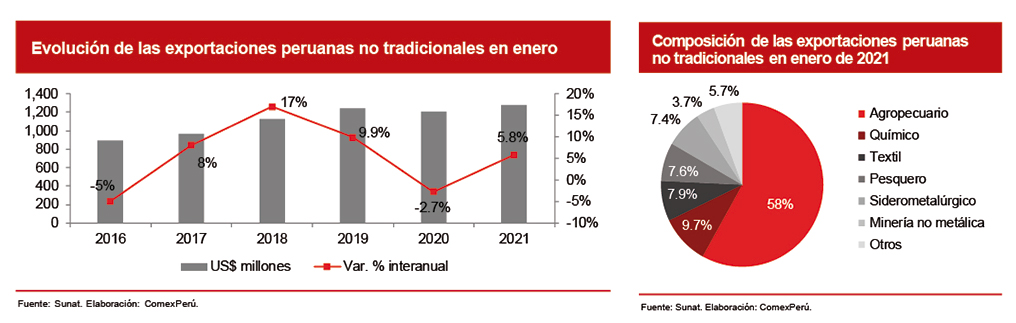 Evolución de las exportaciones peruanas no tradicionales en enero
1,400
1,200
1,000
800
600
400
200
0
20%
15%
10%
5%
0%
-5%
-10%
-5%
8%
17%
9.9%
-2.7%
5.8%
2016 2017 2018 2019 2020 2021
US$ millones Var. % interanual
Fuente: Sunat. Elaboración: ComexPerú.
Composición de las exportaciones peruanas
no tradicionales en enero de 2021
58%
9.7%
7.9%
7.6%
7.4%
3.7%
5.7%
Agropecuario
Químico
Textil
Pesquero
Siderometalúrgico
Minería no metálica
Otros
Fuente: Sunat. Elaboración: ComexPerú.